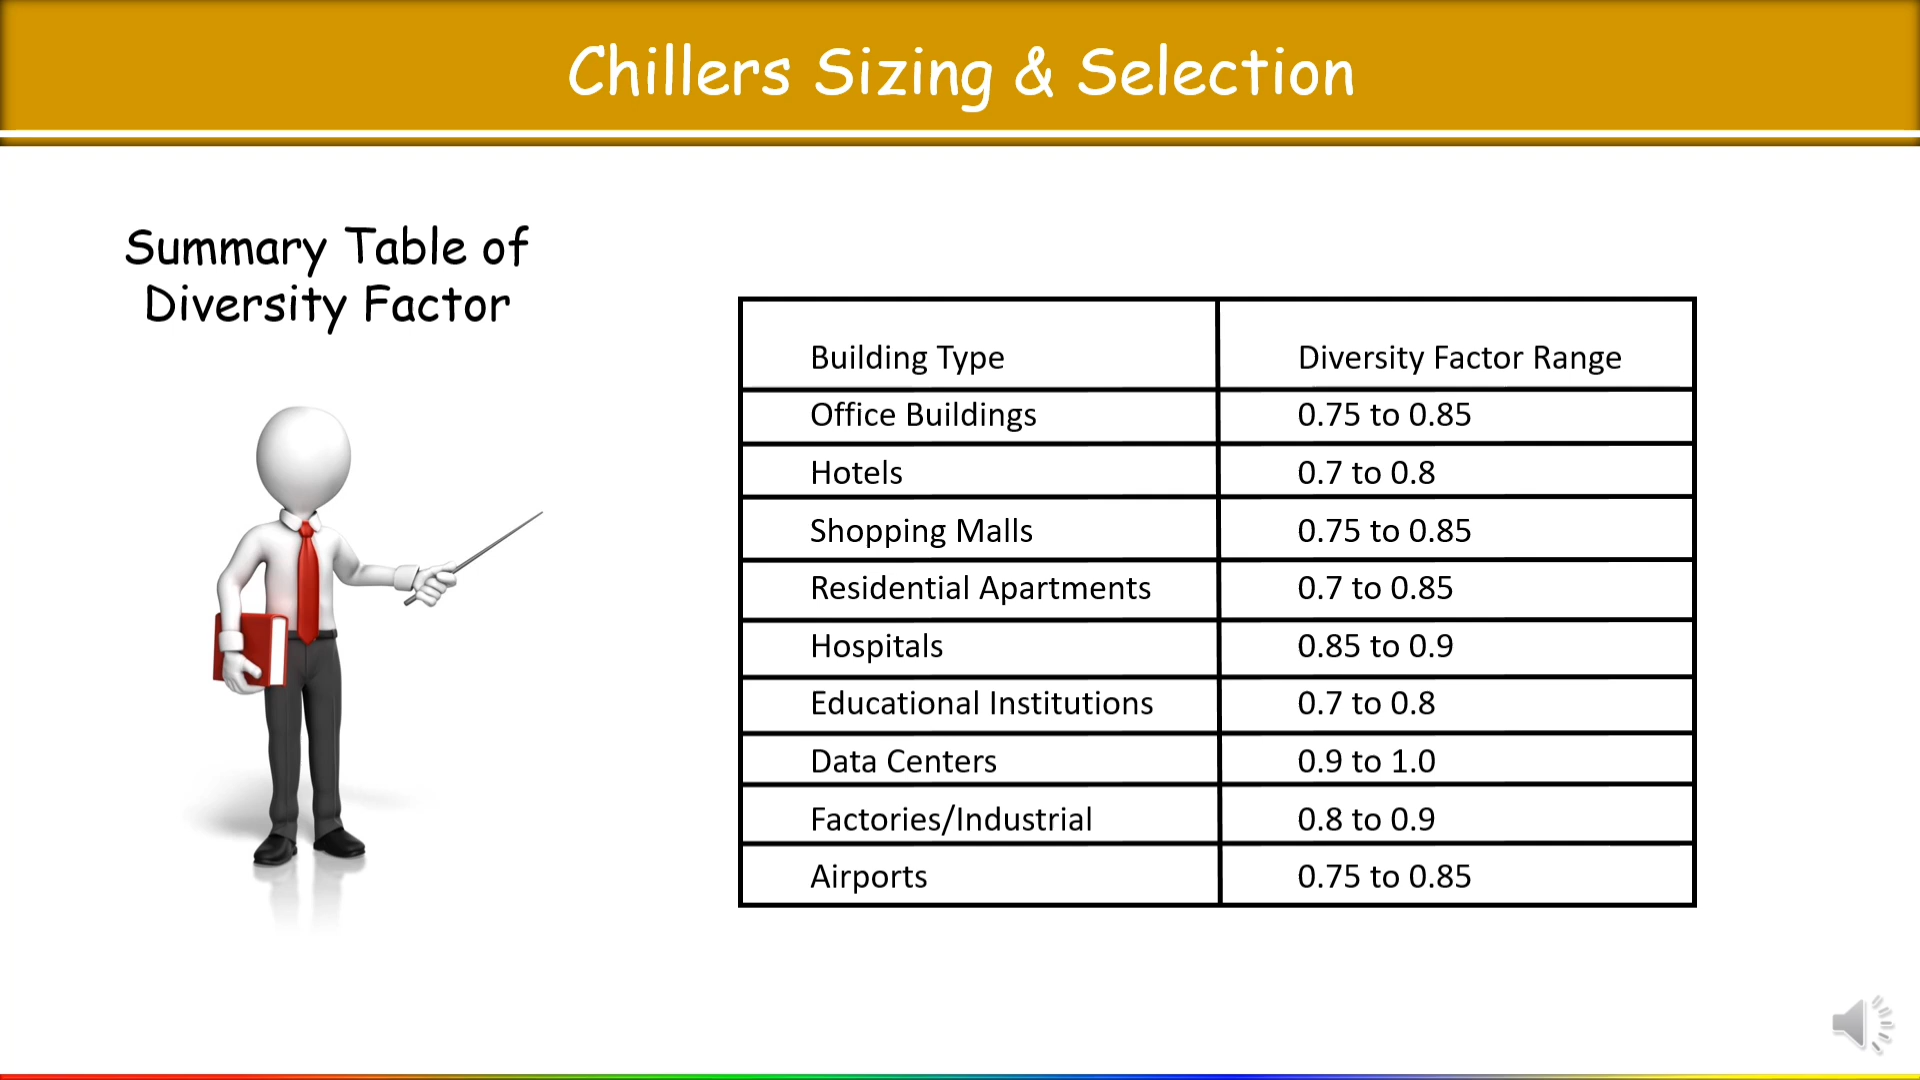 Chillers Sizing & Selection
Summary Table of
Diversity Factor
Building Type Diversity Factor Range
Office Buildings 0.75 to 0.85
Hotels 0.7 to 0.8
Shopping Malls 0.75 to 0.85
Residential Apartments 0.7 to 0.85
Hospitals 0.85 to 0.9
Educational Institutions 0.7 to 0.8
Data Centers 0.9 to 1.0
Factories/Industrial 0.8 to 0.9
Airports 0.75 to 0.85